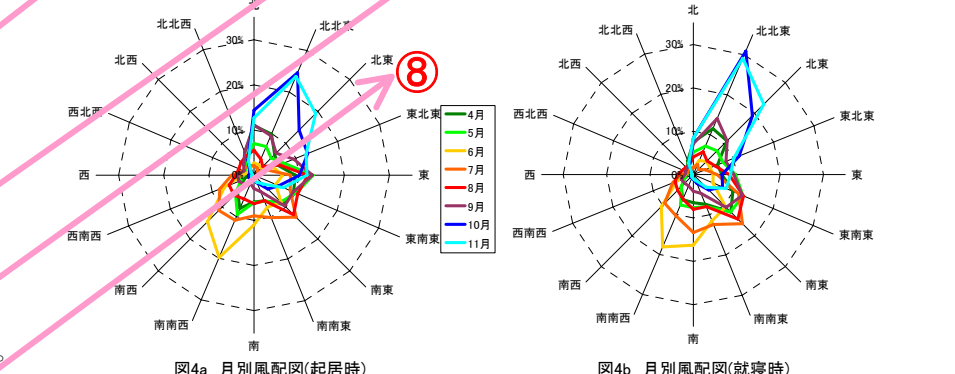 北
北北西
北北東
北西
北東
西北西
東北東
西
東
西南西
東南東
南西
南東
南南西
南南東
南
30%
20%
10%
0%
⑧
4月
5月
6月
7月
8月
9月
10月
11月
図4a 月別風配図(起居時)
北
北北西
北北東
北西
北東
西北西
東北東
西
東
西南西
東南東
南西
南東
南南西
南南東
南
30%
20%
10%
0%
図4b 月別風配図(就寝時)